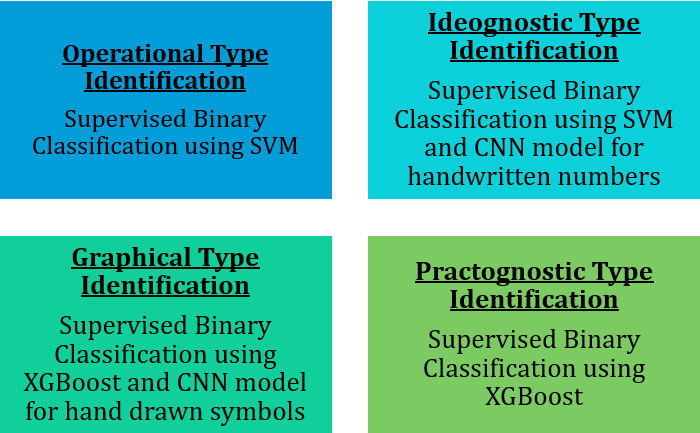 Operational Type
Identification
Supervised Binary
Classification using SVM
Ideognostic Type
Identification
Supervised Binary
Classification using SVM
and CNN model for
handwritten numbers
Graphical Type
Identification
Supervised Binary
Classification using
XGBoost and CNN model
for hand drawn symbols
Practognostic Type
Identification
Supervised Binary
Classification using
XGBoost